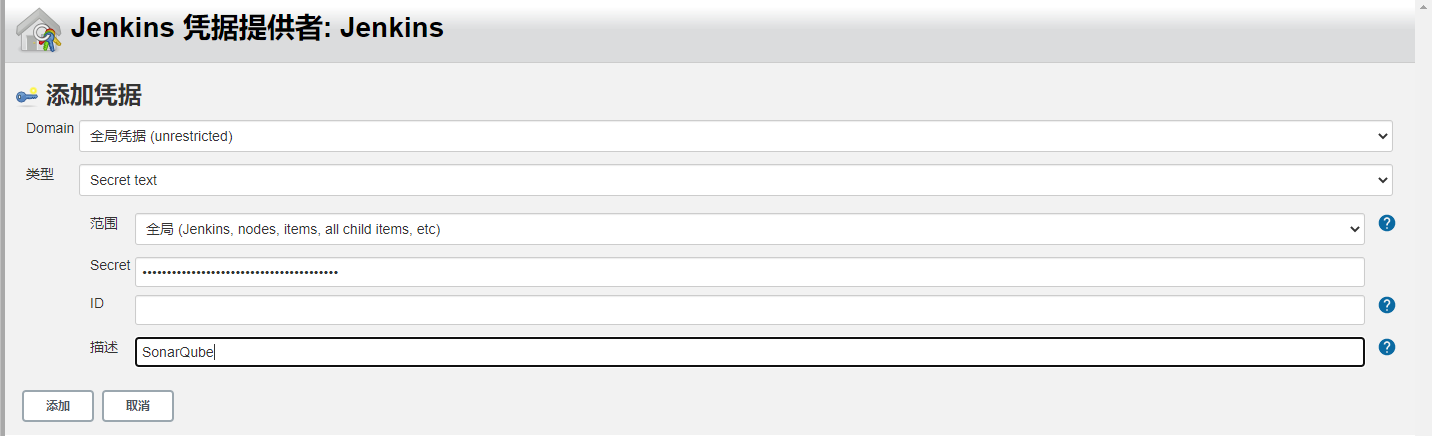 Jenkins 凭据提供者: Jenkins
添加凭据
Domain
全局凭据 (unrestricted)
类型
Secret text
范围
全局 (Jenkins, nodes, items, all child items, etc)
?
Secret
••••••••••••••••••••••••••••••••••••••••
ID
?
描述
SonarQube
?
添加
取消